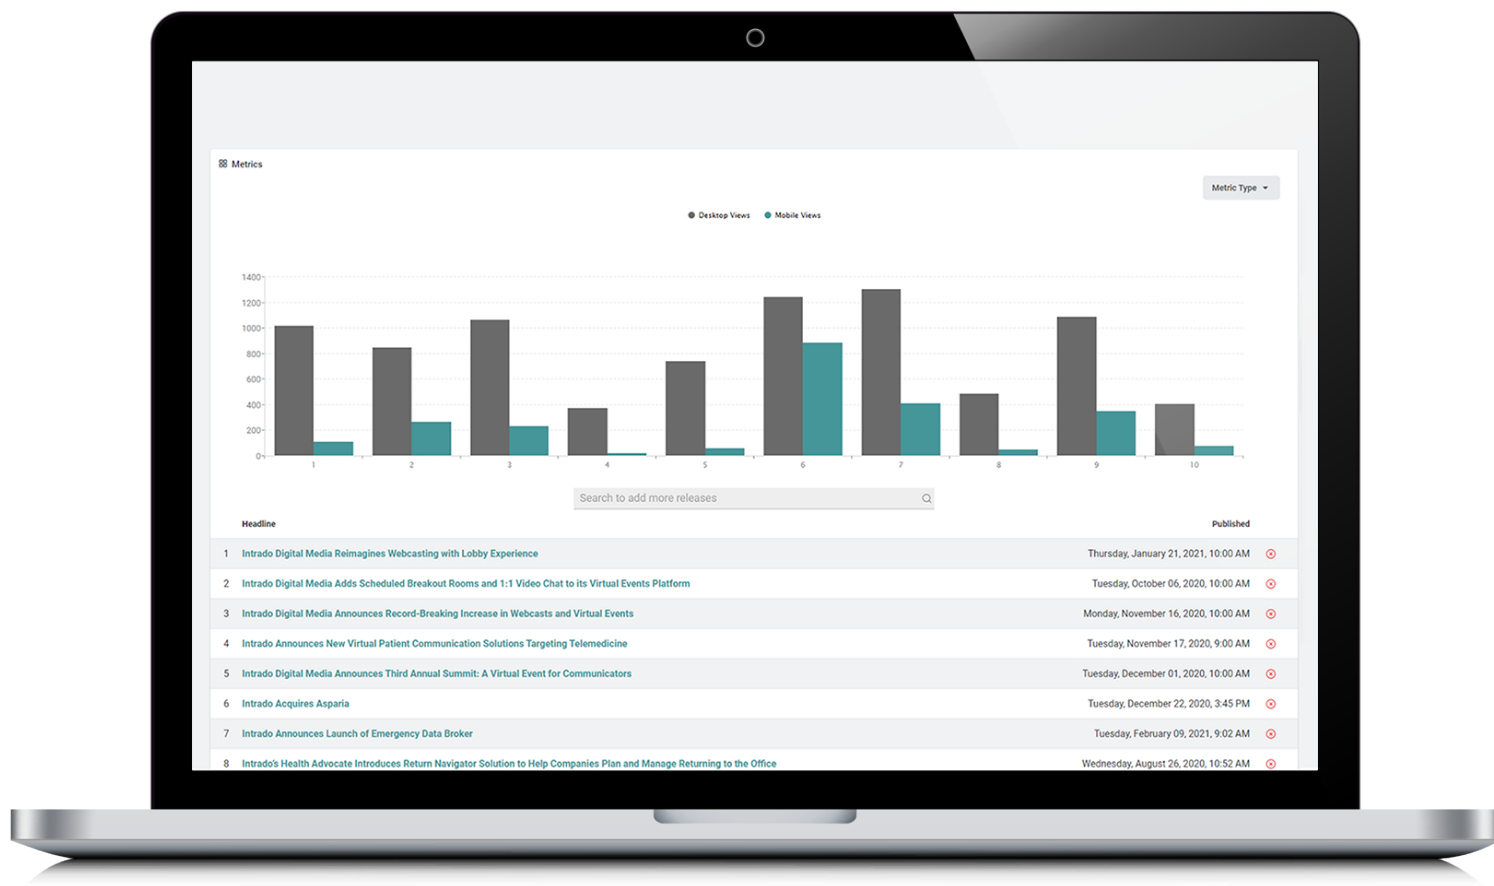 Metrics
Metric Type
Desktop Views Mobile Views
1400
1200
1000
800
600
400
200
0
1 2 3 4 5 6 7 8 9 10
Search to add more releases
Headline Published
1 Intrado Digital Media Reimagines Webcasting with Lobby Experience Thursday, January 21, 2021, 10:00 AM
2 Intrado Digital Media Adds Scheduled Breakout Rooms and 1:1 Video Chat to its Virtual Events Platform Tuesday, October 06, 2020, 10:00 AM
3 Intrado Digital Media Announces Record-Breaking Increase in Webcasts and Virtual Events Monday, November 16, 2020, 10:00 AM
4 Intrado Announces New Virtual Patient Communication Solutions Targeting Telemedicine Tuesday, November 17, 2020, 9:00 AM
5 Intrado Digital Media Announces Third Annual Summit: A Virtual Event for Communicators Tuesday, December 01, 2020, 10:00 AM
6 Intrado Acquires Asparia Tuesday, December 22, 2020, 3:45 PM
7 Intrado Announces Launch of Emergency Data Broker Tuesday, February 09, 2021, 9:02 AM
8 Intrado's Health Advocate Introduces Return Navigator Solution to Help Companies Plan and Manage Returning to the Office Wednesday, August 26, 2020, 10:52 AM